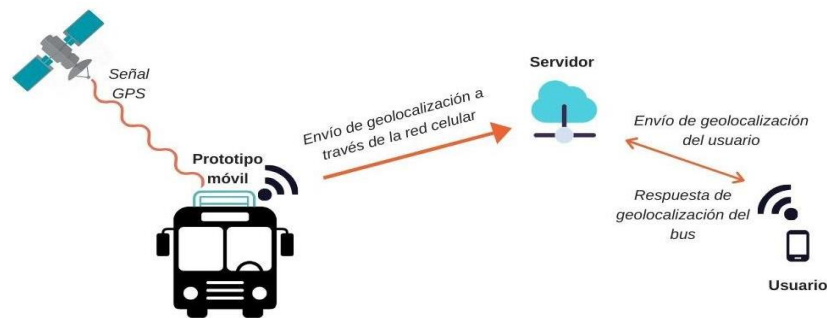 Señal
GPS
Prototipo
móvil
Envío de geolocalización a
través de la red celular
Servidor
Envío de geolocalización
del usuario
Respuesta de
geolocalización del
bus
Usuario